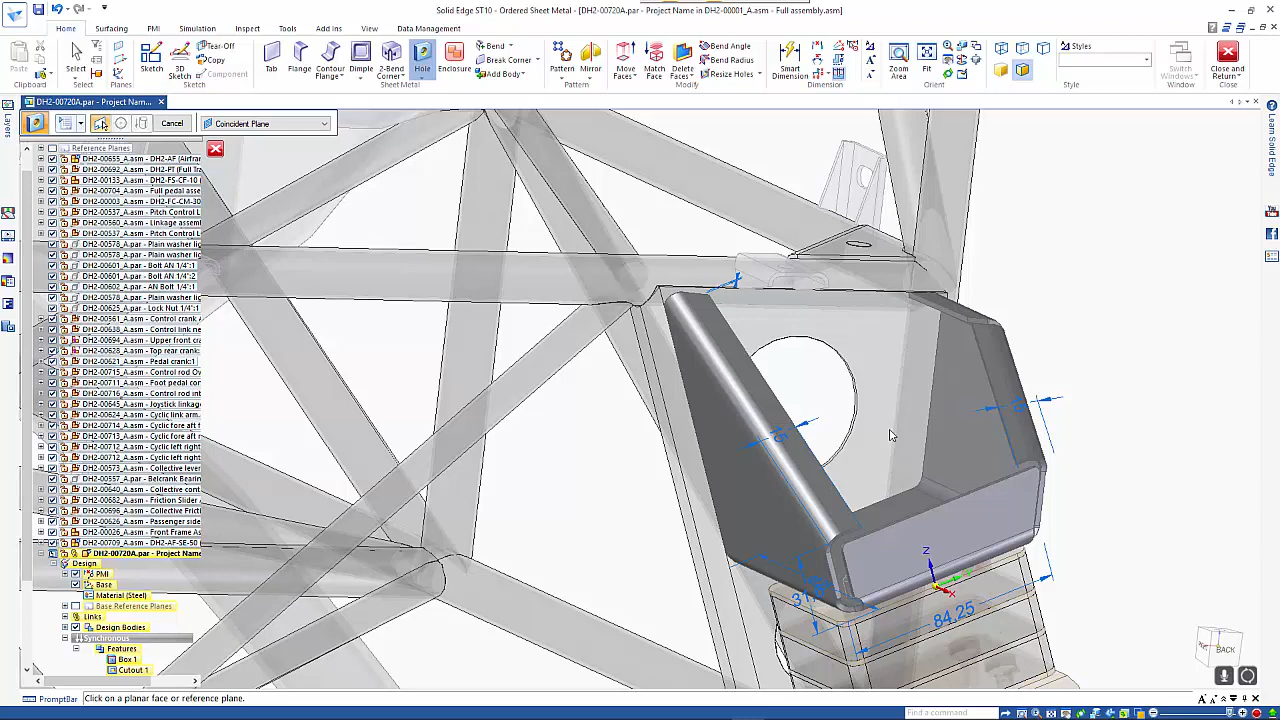 Solid Edge ST10 - Ordered Sheet Metal - [DH2-00720A.par - Project Name in DH2-00001_A.asm - Full assembly.asm]
Home Surfacing PMI Simulation Inspect Tools Add Ins View Data Management
Paste Select Sketch 3D Sketch Tear-Off Copy Component Tab Flange Contour Flange Dimple 2-Bend Corner Hole Enclosure Bend Break Corner Add Body Pattern Mirror Move Faces Match Face Delete Faces Bend Angle Bend Radius Resize Holes Smart Dimension Zoom Area Fit Styles Switch Windows Close and Return
Clipboard Select Planes Sketch Sheet Metal Pattern Modify Dimension Orient Style Window Close
DH2-00720A.par - Project Nam...
Cancel Coincident Plane
Layers
Learn Solid Edge
Reference Planes
DH2-00655_A.asm - DH2-AF (Airfra
DH2-00692_A.asm - DH2-PT (Full Tra
DH2-00133_A.asm - DH2-FS-CF-10 (
DH2-00704_A.asm - Full pedal asse
DH2-00003_A.asm - DH2-FC-CM-30
DH2-00537_A.asm - Pitch Control L
DH2-00560_A.asm - Linkage assem
DH2-00537_A.asm - Pitch Control L
DH2-00578_A.par - Plain washer lig
DH2-00578_A.par - Plain washer lig
DH2-00601_A.par - Bolt AN 1/4":1
DH2-00601_A.par - Bolt AN 1/4":2
DH2-00602_A.par - AN Bolt 1/4":1
DH2-00578_A.par - Plain washer lig
DH2-00625_A.par - Lock Nut 1/4":1
DH2-00561_A.asm - Control crank A
DH2-00638_A.asm - Control link ne
DH2-00694_A.asm - Upper front cra
DH2-00628_A.asm - Top rear crank:
DH2-00621_A.asm - Pedal crank:1
DH2-00715_A.asm - Control rod Ov
DH2-00711_A.asm - Foot pedal con
DH2-00716_A.asm - Control rod int
DH2-00645_A.asm - Joystick linkag
DH2-00624_A.asm - Cyclic link arm.
DH2-00714_A.asm - Cyclic fore aft f
DH2-00713_A.asm - Cyclic fore aft r
DH2-00712_A.asm - Cyclic left right
DH2-00712_A.asm - Cyclic left right
DH2-00573_A.asm - Collective lever
DH2-00557_A.par - Belcrank Bearin
DH2-00640_A.asm - Collective cont
DH2-00682_A.asm - Friction Slider A
DH2-00696_A.asm - Collective Frict
DH2-00626_A.asm - Passenger side
DH2-00026_A.asm - Front Frame As
DH2-00709_A.asm - DH2-AF-SE-50 (
DH2-00720A.par - Project Name
Design
PMI
Base
Material (Steel)
Base Reference Planes
Links
Design Bodies
Synchronous
Features
Box 1
Cutout 1
15
84.25
Z
BACK
PromptBar Click on a planar face or reference plane.
Find a command